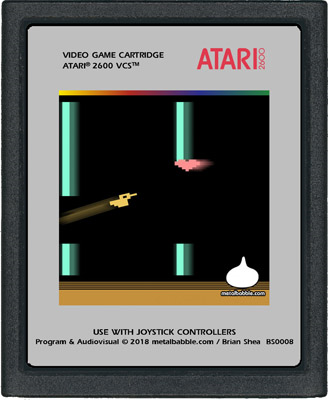 VIDEO GAME CARTRIDGE
ATARI® 2600 VCS™
ATARI
2600
metalbabble.com
USE WITH JOYSTICK CONTROLLERS
Program & Audiovisual © 2018 metalbabble.com / Brian Shea BS0008